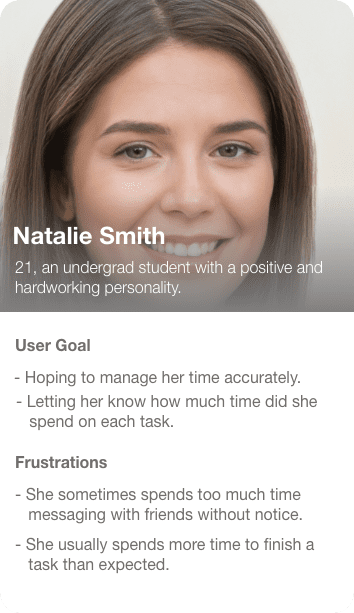 Natalie Smith
21, an undergrad student with a positive and
hardworking personality.
User Goal
- Hoping to manage her time accurately.
- Letting her know how much time did she
spend on each task.
Frustrations
- She sometimes spends too much time
messaging with friends without notice.
- She usually spends more time to finish a
task than expected.